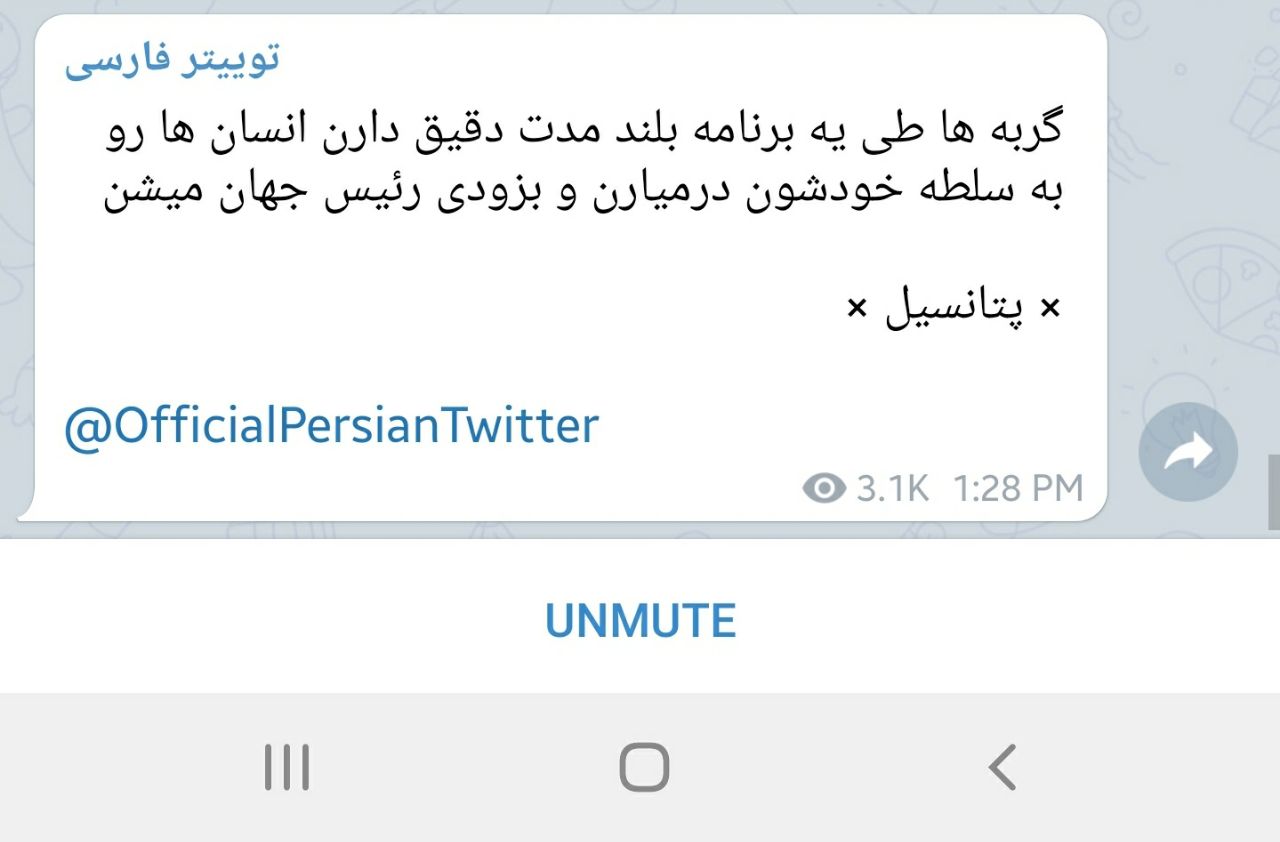 توییتر فارسی
گربه ها طی یه برنامه بلند مدت دقیق دارن انسان ها رو
به سلطه خودشون درمیارن و بزودی رئیس جهان میشن
× پتانسیل ×
@OfficialPersianTwitter
3.1K 1:28 PM
UNMUTE